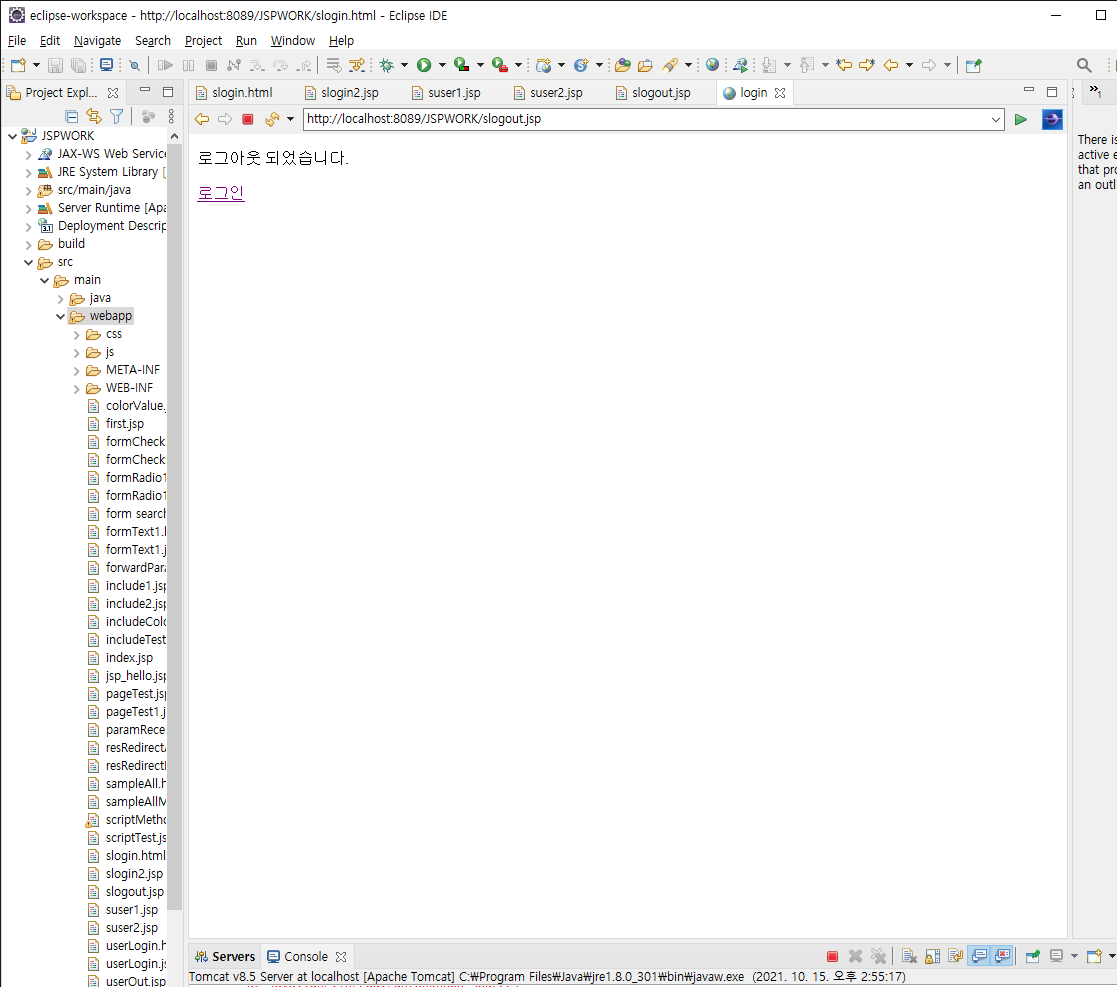 eclipse-workspace - http://localhost:8089/JSPWORK/slogin.html - Eclipse IDE
File Edit Navigate Search Project Run Window Help
Project Expl...
slogin.html slogin2.jsp suser1.jsp suser2.jsp slogout.jsp login
»1
http://localhost:8089/JSPWORK/slogout.jsp
로그아웃 되었습니다.
로그인
There is
active e
that pro
an outli
JSPWORK
JAX-WS Web Service
JRE System Library [
src/main/java
Server Runtime [Apa
Deployment Descrip
build
src
main
java
webapp
css
js
META-INF
WEB-INF
colorValue.
first.jsp
formCheck
formCheck
formRadio1
formRadio1
form search
formText1.h
formText1.j
forwardPara
include1.jsp
include2.jsp
includeColo
includeTest
index.jsp
jsp_hello.jsp
pageTest.jsp
pageTest1.j
paramRece
resRedirectA
resRedirectI
sampleAll.h
sampleAllM
scriptMetho
scriptTest.js
slogin.html
slogin2.jsp
slogout.jsp
suser1.jsp
suser2.jsp
userLogin.h
userLogin.js
userOut.jsp
Servers Console
Tomcat v8.5 Server at localhost [Apache Tomcat] C:₩Program Files₩Java₩jre1.8.0_301₩bin₩javaw.exe (2021. 10. 15. 오후 2:55:17)